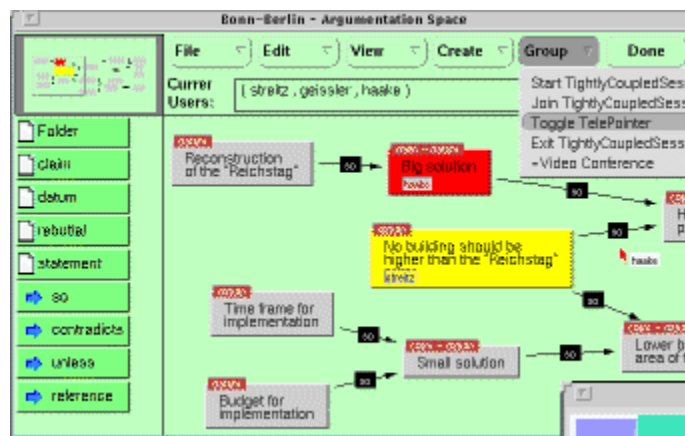 Bonn-Berlin - Argumentation Space
File Edit View Create Group Done
Currer
Users:
( streitz , geissler , haake )
Start TightlyCoupledSes
Join TightlyCoupledSess
Toggle TelePointer
Exit TightlyCoupledSess
-Video Conference
Folder
claim
datum
rebuttal
statement
so
contradicts
unless
reference
Reconstruction
of the "Reichstag"
so
Big solution
haake
so
H
p
No building should be
higher than the "Reichstag"
streitz
so
haake
so
Time frame for
implementation
so
Small solution
so
Lower b
area of t
Budget for
implementation
so